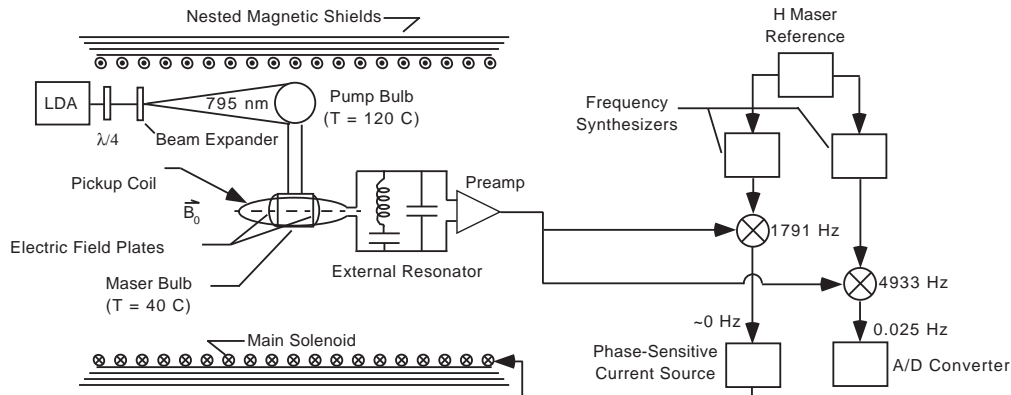 Nested Magnetic Shields
H Maser
Reference
LDA
795 nm
Pump Bulb
(T = 120 C)
Frequency
Synthesizers
λ/4
Beam Expander
Pickup Coil
Preamp
B0
1791 Hz
Electric Field Plates
External Resonator
Maser Bulb
(T = 40 C)
4933 Hz
~0 Hz
0.025 Hz
Main Solenoid
Phase-Sensitive
Current Source
A/D Converter